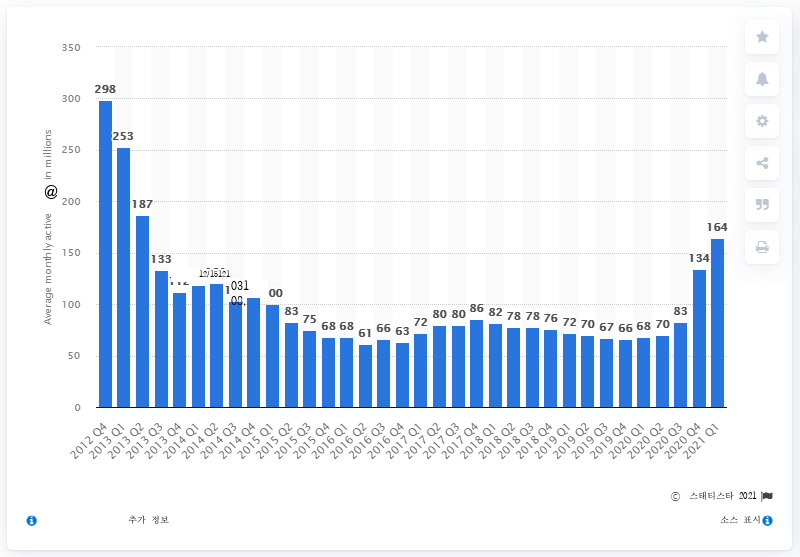 350
300
250
200
150
100
50
0
Average monthly active @ in millions
298
253
187
133
83
75
68
68
61
66
63
72
80
80
86
82
78
78
76
72
70
67
66
68
70
83
134
164
2012 Q4
2013 Q1
2013 Q2
2013 Q3
2013 Q4
2014 Q1
2014 Q2
2014 Q3
2014 Q4
2015 Q1
2015 Q2
2015 Q3
2015 Q4
2016 Q1
2016 Q2
2016 Q3
2016 Q4
2017 Q1
2017 Q2
2017 Q3
2017 Q4
2018 Q1
2018 Q2
2018 Q3
2018 Q4
2019 Q1
2019 Q2
2019 Q3
2019 Q4
2020 Q1
2020 Q2
2020 Q3
2020 Q4
2021 Q1
© 스태티스타 2021
추가 정보
소스 표시